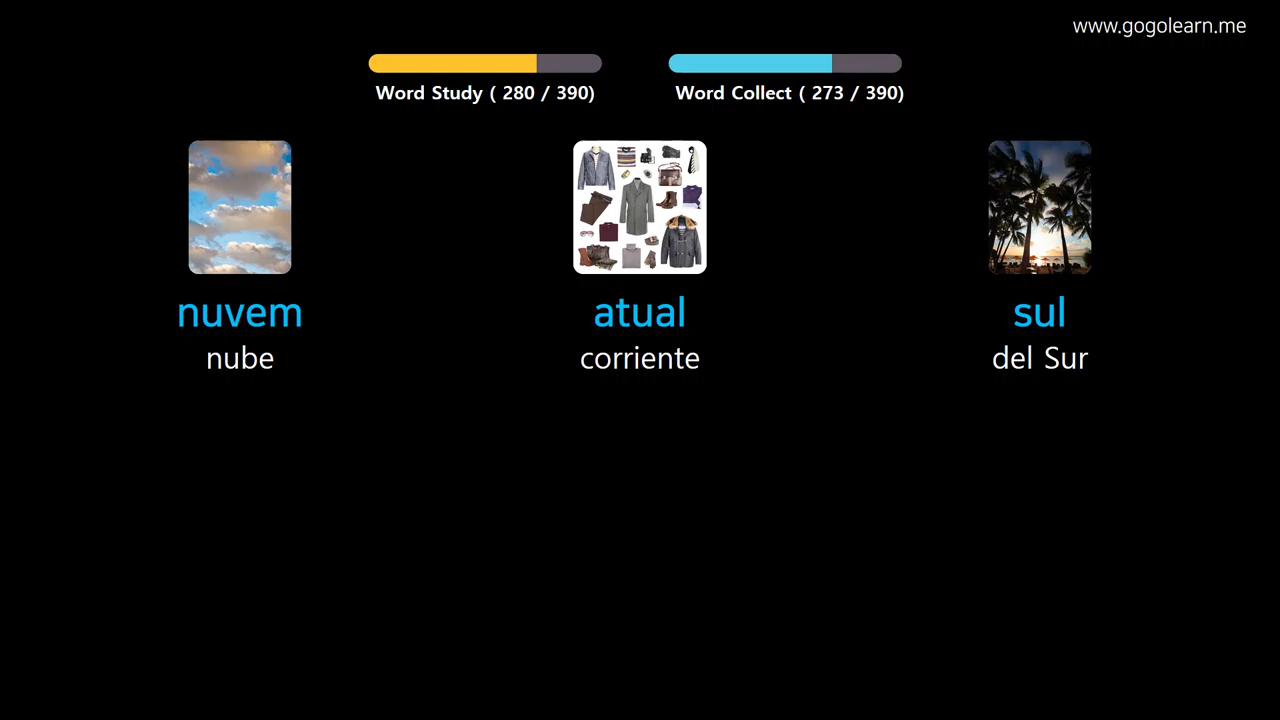 www.gogolearn.me
Word Study ( 280 / 390)
Word Collect ( 273 / 390)
nuvem
nube
atual
corriente
sul
del Sur